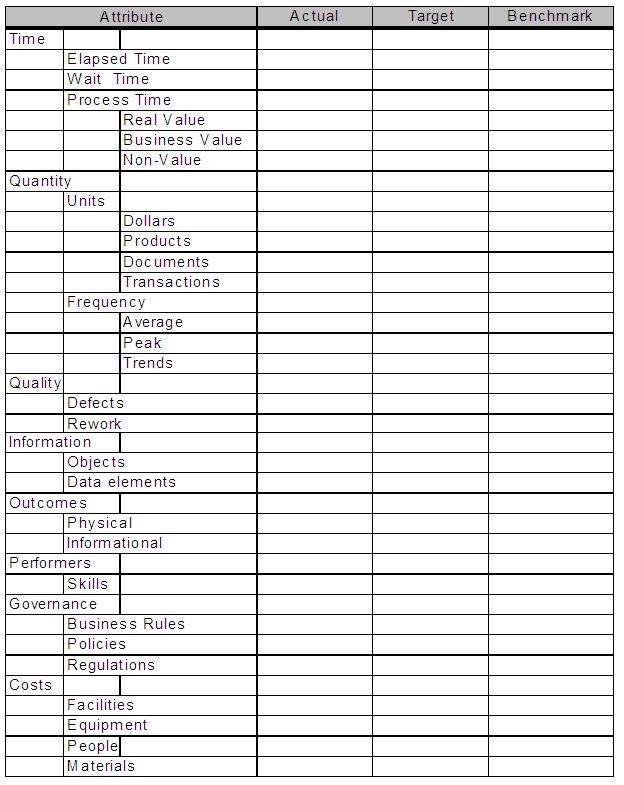 Attribute Actual Target Benchmark
Time
Elapsed Time
Wait Time
Process Time
Real Value
Business Value
Non-Value
Quantity
Units
Dollars
Products
Documents
Transactions
Frequency
Average
Peak
Trends
Quality
Defects
Rework
Information
Objects
Data elements
Outcomes
Physical
Informational
Performers
Skills
Governance
Business Rules
Policies
Regulations
Costs
Facilities
Equipment
People
Materials